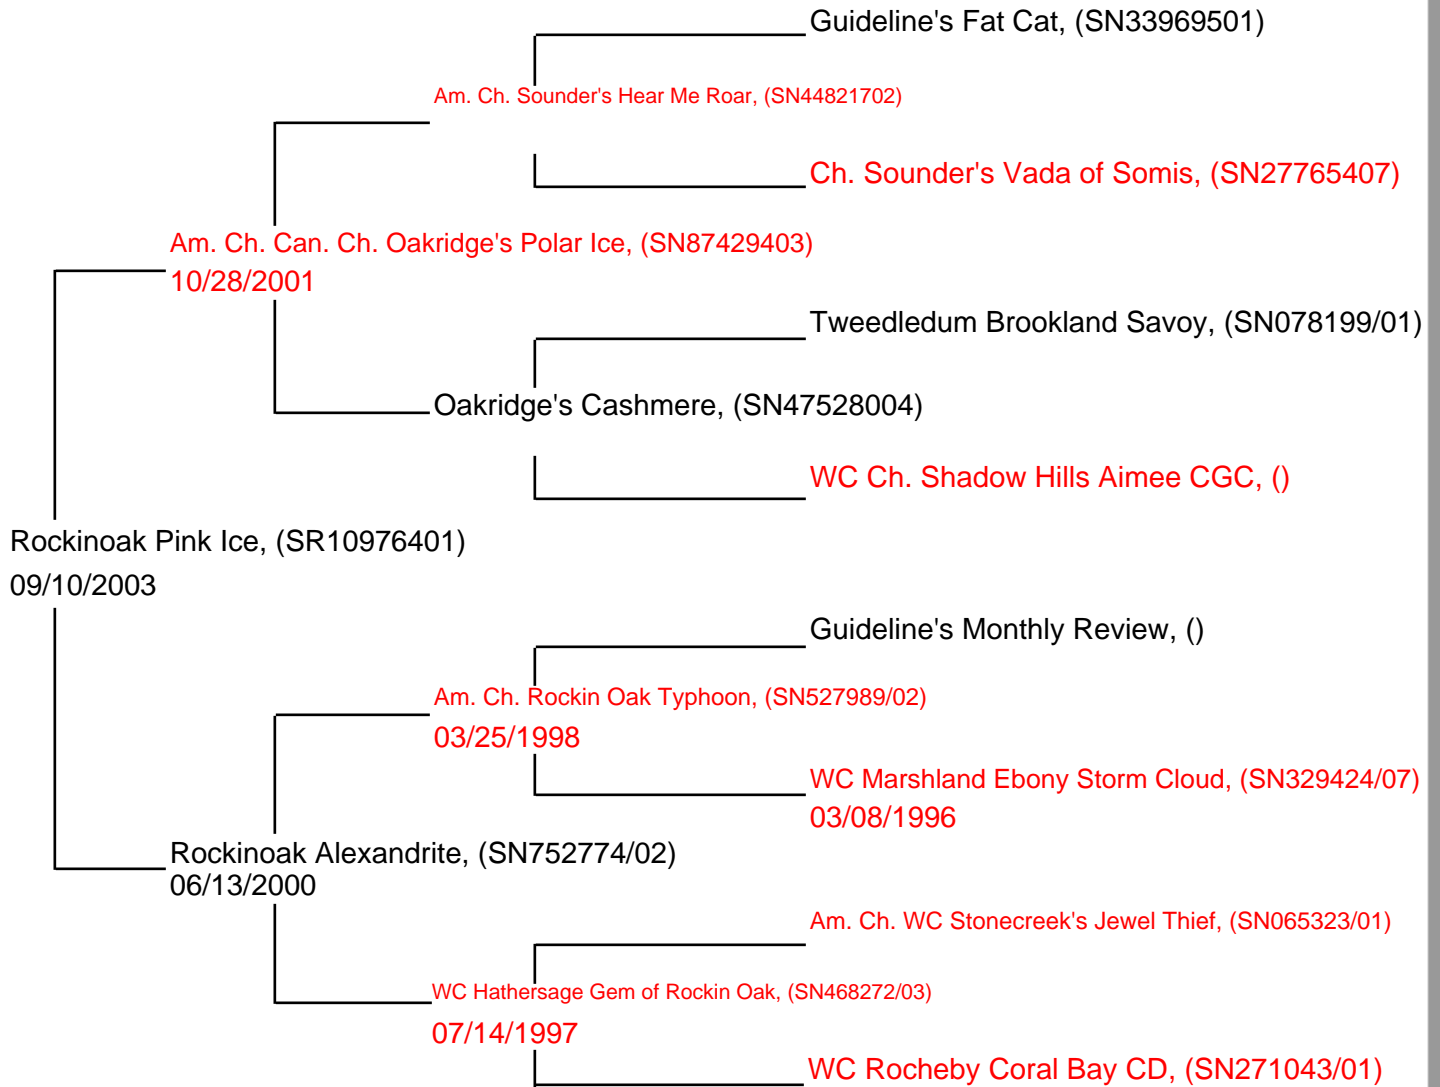 Guideline's Fat Cat, (SN33969501)
Am. Ch. Sounder's Hear Me Roar, (SN44821702)
Ch. Sounder's Vada of Somis, (SN27765407)
Am. Ch. Can. Ch. Oakridge's Polar Ice, (SN87429403)
10/28/2001
Tweedledum Brookland Savoy, (SN078199/01)
Oakridge's Cashmere, (SN47528004)
WC Ch. Shadow Hills Aimee CGC, ()
Rockinoak Pink Ice, (SR10976401)
09/10/2003
Guideline's Monthly Review, ()
Am. Ch. Rockin Oak Typhoon, (SN527989/02)
03/25/1998
WC Marshland Ebony Storm Cloud, (SN329424/07)
03/08/1996
Rockinoak Alexandrite, (SN752774/02)
06/13/2000
Am. Ch. WC Stonecreek's Jewel Thief, (SN065323/01)
WC Hathersage Gem of Rockin Oak, (SN468272/03)
07/14/1997
WC Rocheby Coral Bay CD, (SN271043/01)